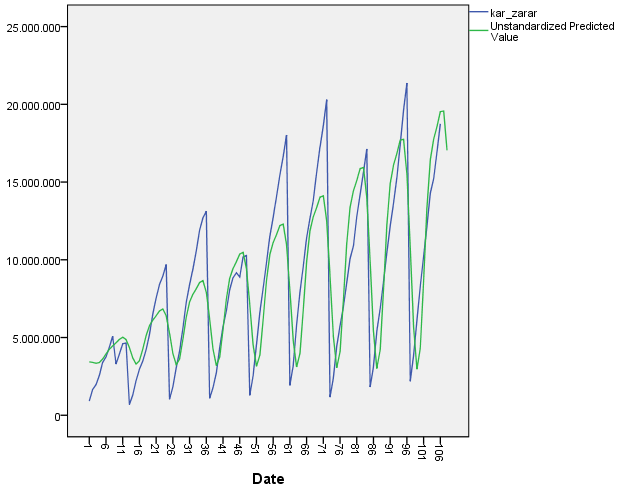 kar_zarar
Unstandardized Predicted
Value
25.000.000
20.000.000
15.000.000
10.000.000
5.000.000
0
1 6 11 16 21 26 31 36 41 46 51 56 61 66 71 76 81 86 91 96 101 106
Date